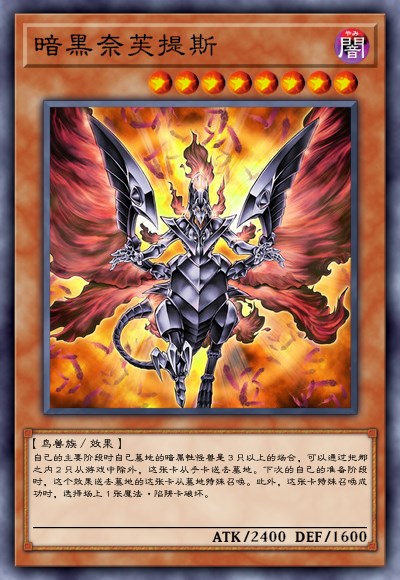 暗黑奈芙提斯
やみ
闇
【鸟兽族/效果】
自己的主要阶段时自己墓地的暗属性怪兽是3只以上的场合，可以通过把那
之内2只从游戏中除外，这张卡从手卡送去墓地。下次的自己的准备阶段
时，这个效果送去墓地的这张卡从墓地特殊召唤。此外，这张卡特殊召唤成
功时，选择场上1张魔法·陷阱卡破坏。
ATK/2400 DEF/1600